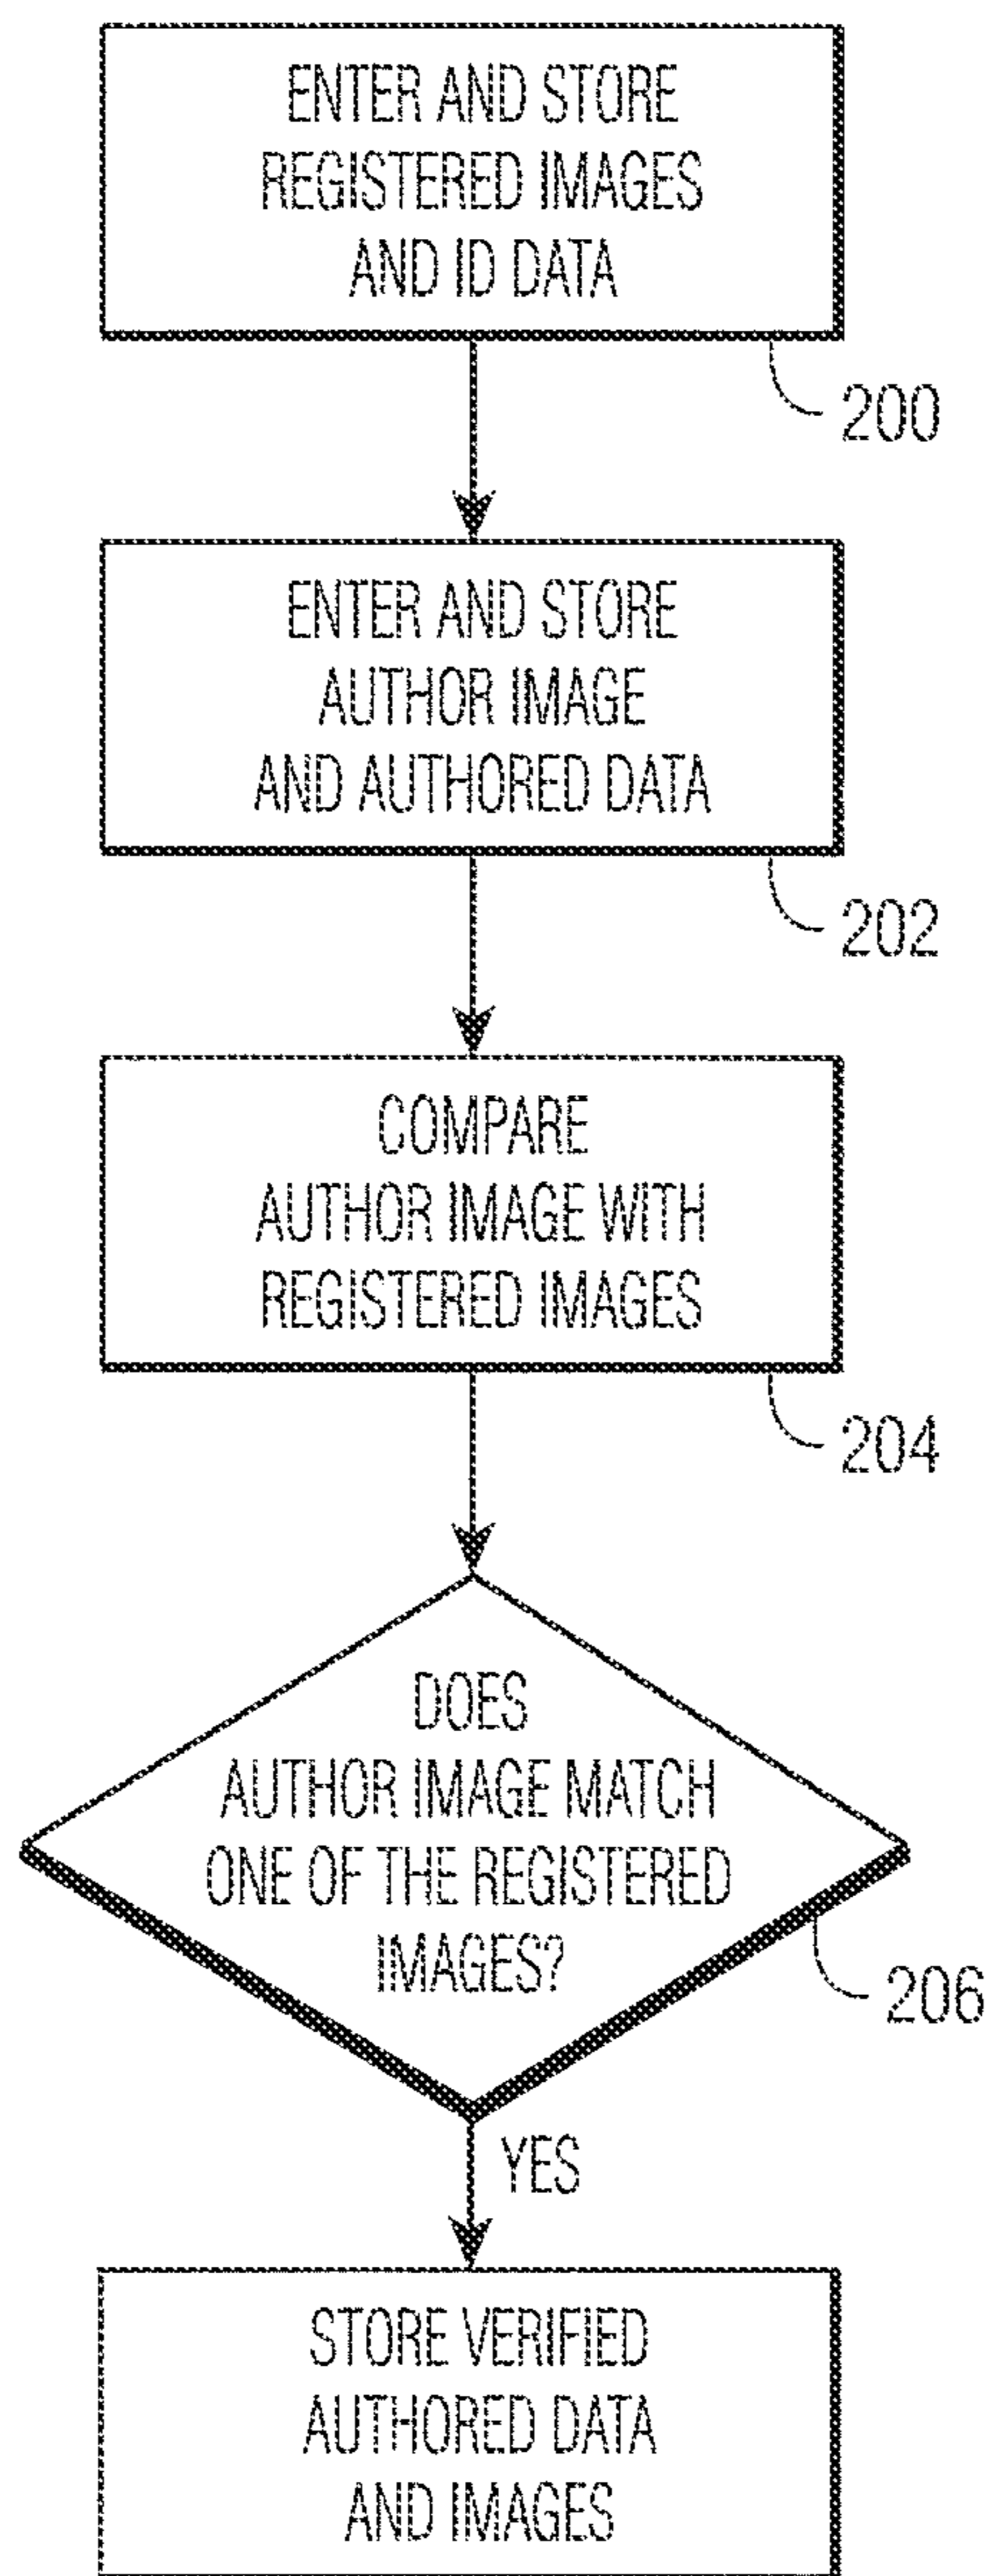 ENTER AND STORE
REGISTERED IMAGES
AND ID DATA
200
ENTER AND STORE
AUTHOR IMAGE
AND AUTHORED DATA
202
COMPARE
AUTHOR IMAGE WITH
REGISTERED IMAGES
204
DOES
AUTHOR IMAGE MATCH
ONE OF THE REGISTERED
IMAGES?
206
YES
STORE VERIFIED
AUTHORED DATA
AND IMAGES